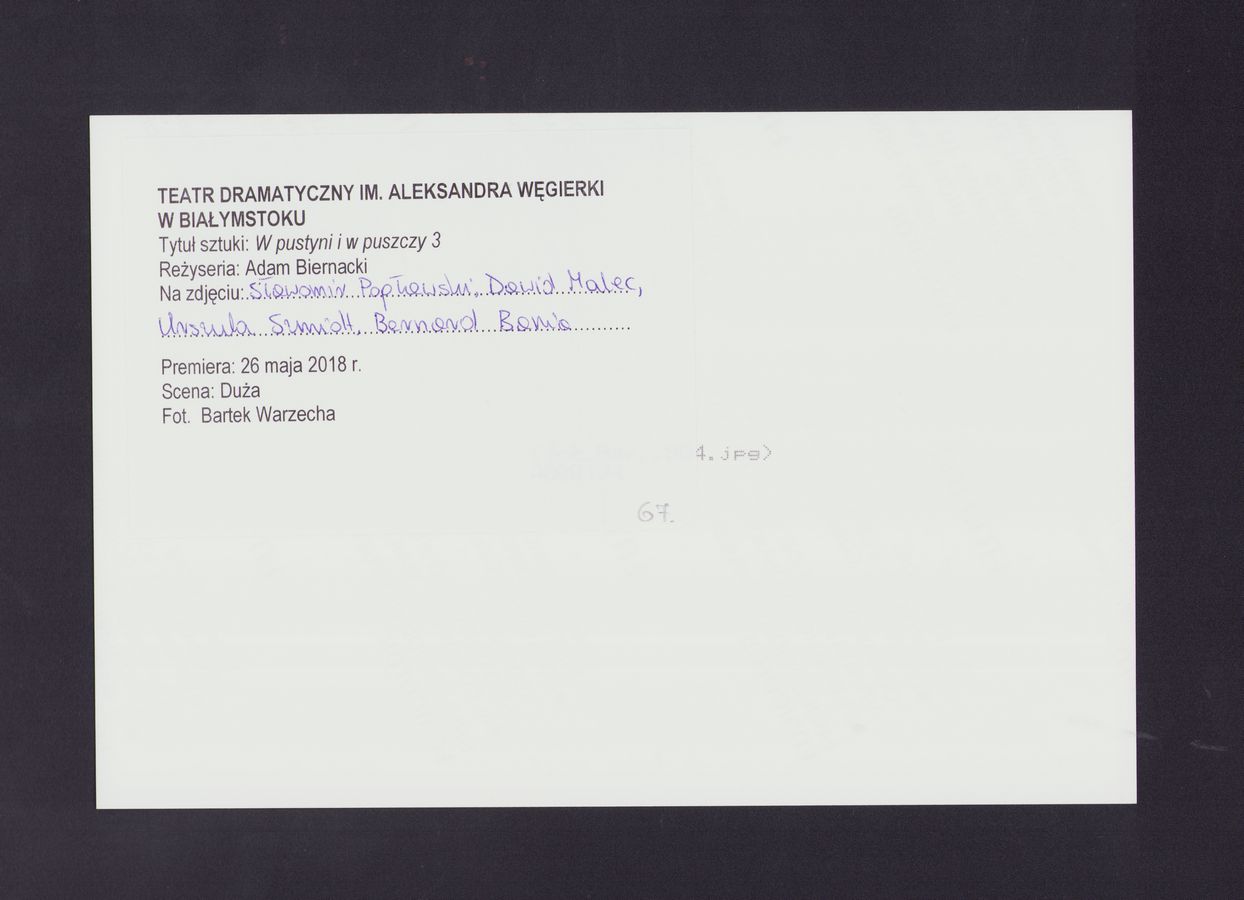 TEATR DRAMATYCZNY IM. ALEKSANDRA WĘGIERKI
W BIAŁYMSTOKU
Tytuł sztuki: W pustyni i w puszczy 3
Reżyseria: Adam Biernacki
Na zdjęciu: Sławomir Popławski, Dawid Malec,
Urszula Szmidt, Bernard Bania
Premiera: 26 maja 2018 r.
Scena: Duża
Fot. Bartek Warzecha
4.jpg>
67.